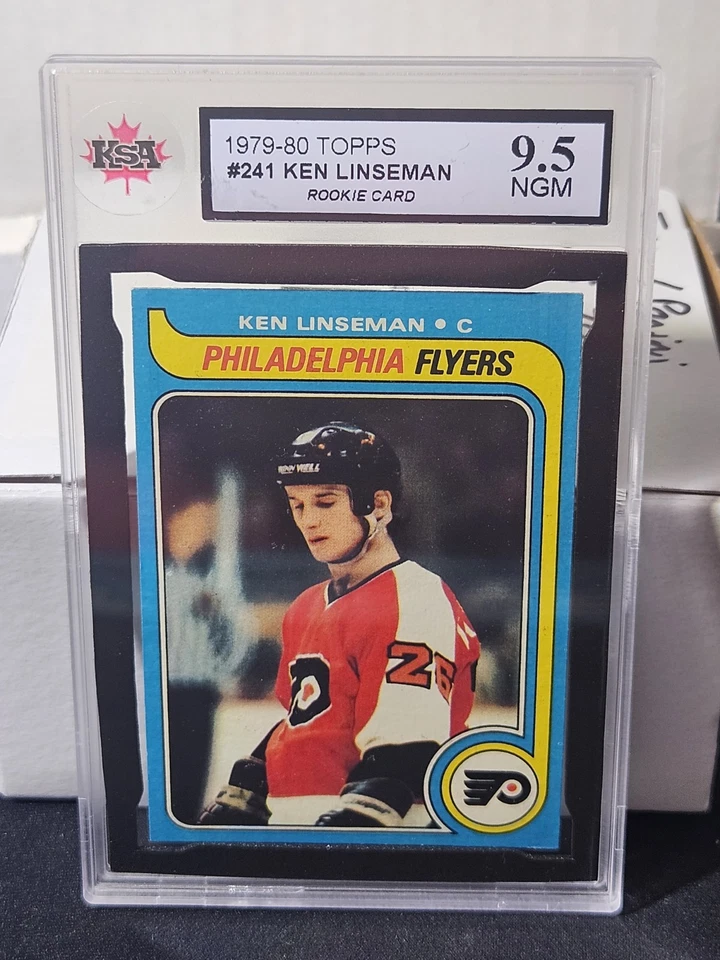 KSA
1979-80 TOPPS
#241 KEN LINSEMAN
ROOKIE CARD
9.5
NGM
KEN LINSEMAN • C
PHILADELPHIA FLYERS
26